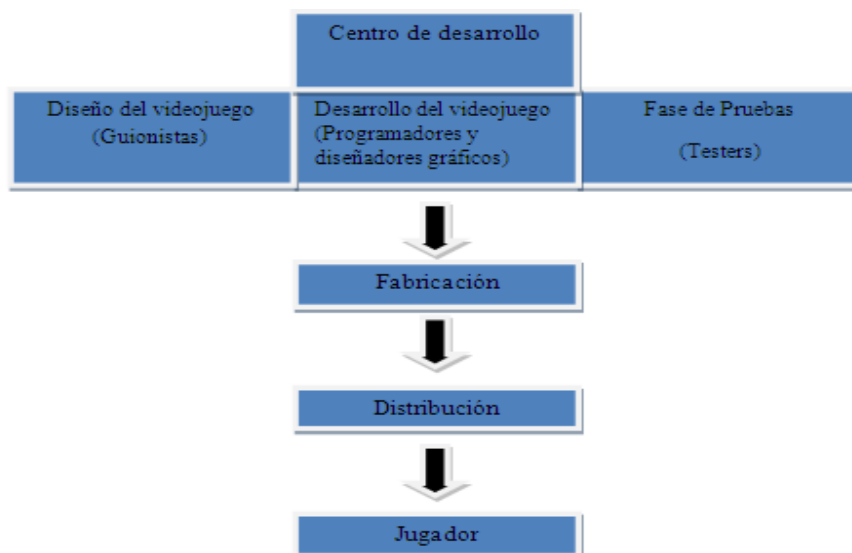 Centro de desarrollo
Diseño del videojuego
(Guionistas)
Desarrollo del videojuego
(Programadores y
diseñadores gráficos)
Fase de Pruebas
(Testers)
Fabricación
Distribución
Jugador